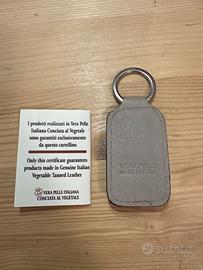 I prodotti realizzati in Vera Pelle
Italiana Conciata al Vegetale
sono garantiti esclusivamente
da questo cartellino
Only this certificate guarantees
products made in Genuine Italian
Vegetable Tanned Leather
VERA PELLE ITALIANA
CONCIATA AL VEGETALE
VERA PELLE
MADE IN ITALY
subito